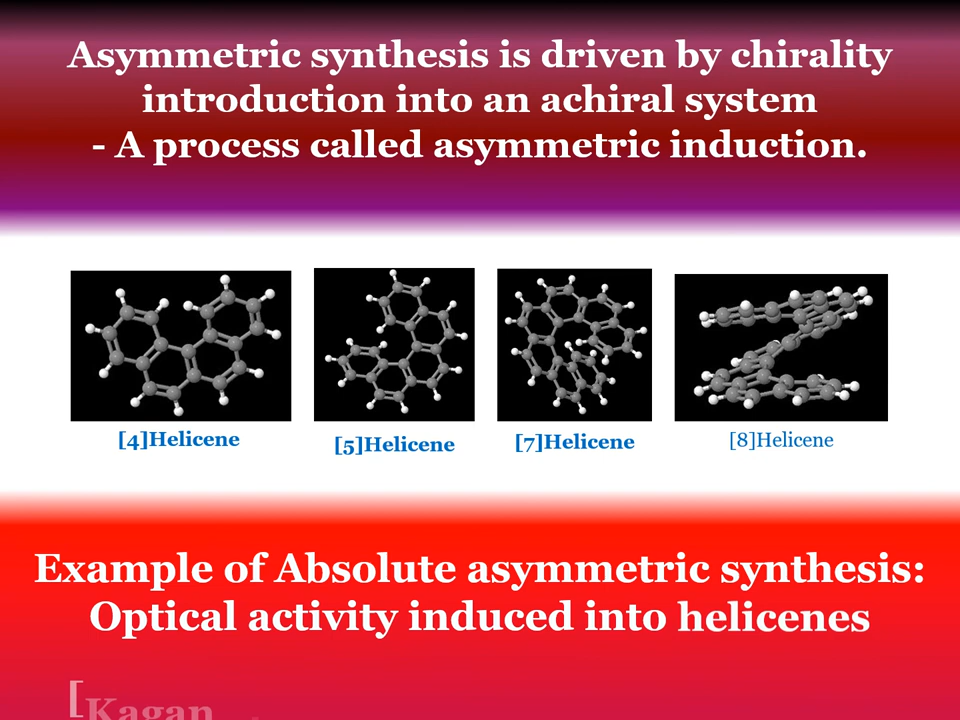 Asymmetric synthesis is driven by chirality
introduction into an achiral system
- A process called asymmetric induction.
[4]Helicene
[5]Helicene
[7]Helicene
[8]Helicene
Example of Absolute asymmetric synthesis:
Optical activity induced into helicenes
[Kagan